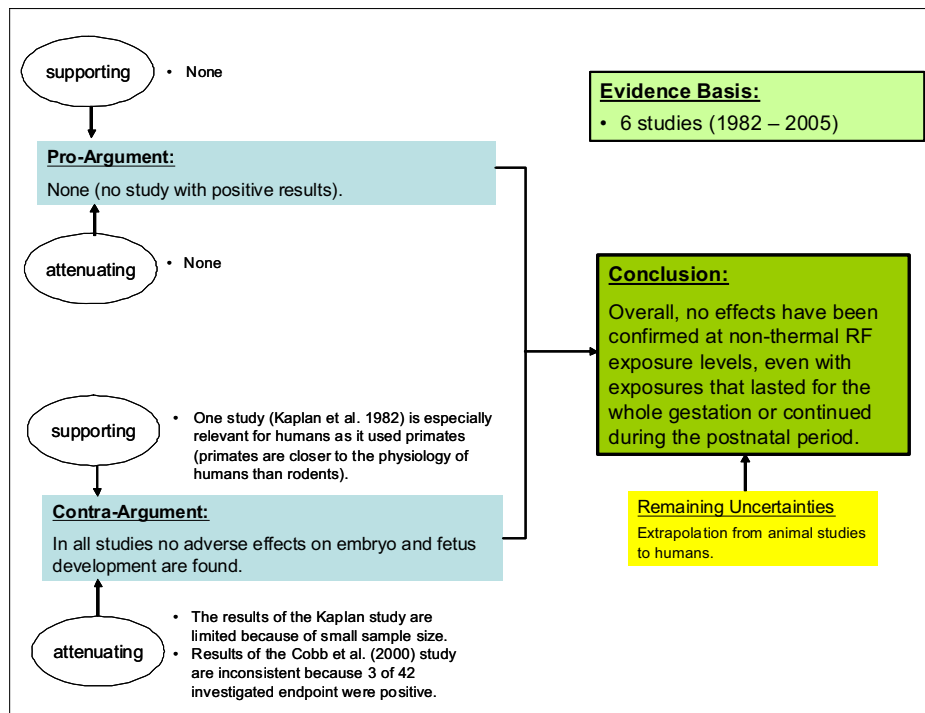 supporting
• None
Pro-Argument:
None (no study with positive results).
attenuating
• None
Evidence Basis:
• 6 studies (1982 – 2005)
supporting
• One study (Kaplan et al. 1982) is especially
relevant for humans as it used primates
(primates are closer to the physiology of
humans than rodents).
Contra-Argument:
In all studies no adverse effects on embryo and fetus
development are found.
attenuating
• The results of the Kaplan study are
limited because of small sample size.
• Results of the Cobb et al. (2000) study
are inconsistent because 3 of 42
investigated endpoint were positive.
Conclusion:
Overall, no effects have been
confirmed at non-thermal RF
exposure levels, even with
exposures that lasted for the
whole gestation or continued
during the postnatal period.
Remaining Uncertainties
Extrapolation from animal studies
to humans.